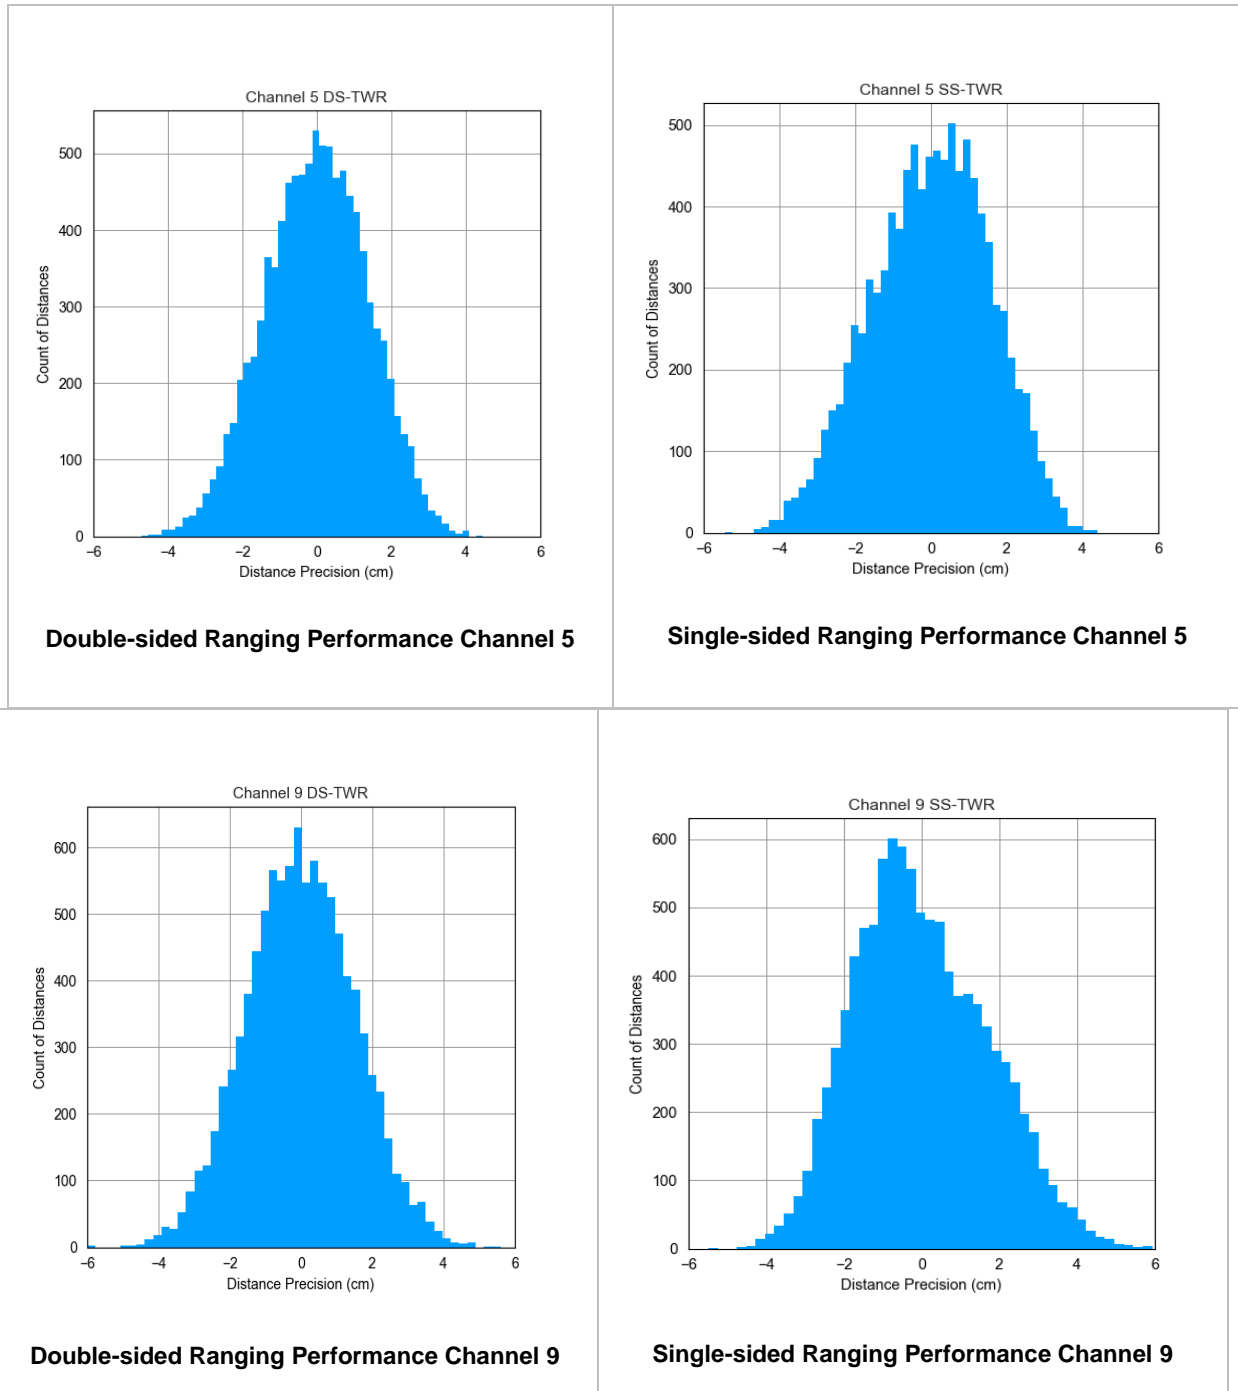 Channel 5 DS-TWR
500
400
300
200
100
0
Count of Distances
−6 −4 −2 0 2 4 6
Distance Precision (cm)
Double-sided Ranging Performance Channel 5
Channel 5 SS-TWR
500
400
300
200
100
0
Count of Distances
−6 −4 −2 0 2 4 6
Distance Precision (cm)
Single-sided Ranging Performance Channel 5
Channel 9 DS-TWR
600
500
400
300
200
100
0
Count of Distances
−6 −4 −2 0 2 4 6
Distance Precision (cm)
Double-sided Ranging Performance Channel 9
Channel 9 SS-TWR
600
500
400
300
200
100
0
Count of Distances
−6 −4 −2 0 2 4 6
Distance Precision (cm)
Single-sided Ranging Performance Channel 9